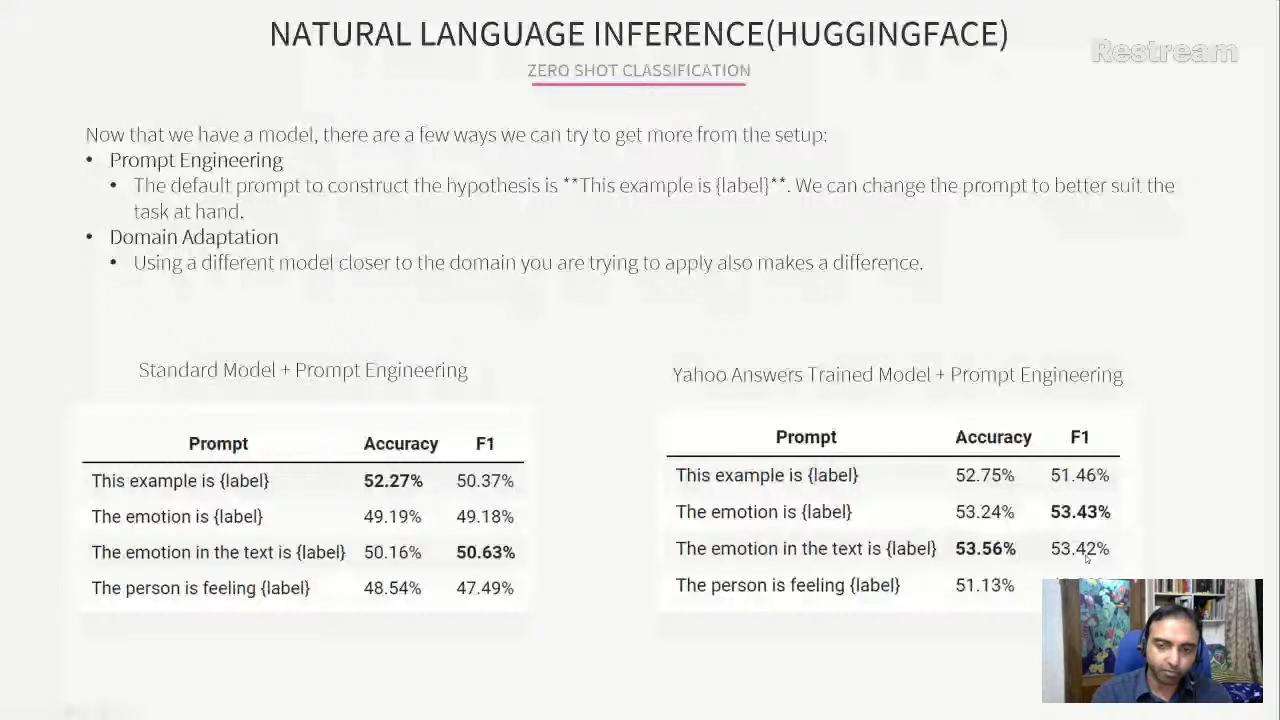 NATURAL LANGUAGE INFERENCE(HUGGINGFACE)
Restream
ZERO SHOT CLASSIFICATION
Now that we have a model, there are a few ways we can try to get more from the setup:
• Prompt Engineering
• The default prompt to construct the hypothesis is **This example is {label}**. We can change the prompt to better suit the
task at hand.
• Domain Adaptation
• Using a different model closer to the domain you are trying to apply also makes a difference.
Standard Model + Prompt Engineering
Prompt Accuracy F1
This example is {label} 52.27% 50.37%
The emotion is {label} 49.19% 49.18%
The emotion in the text is {label} 50.16% 50.63%
The person is feeling {label} 48.54% 47.49%
Yahoo Answers Trained Model + Prompt Engineering
Prompt Accuracy F1
This example is {label} 52.75% 51.46%
The emotion is {label} 53.24% 53.43%
The emotion in the text is {label} 53.56% 53.42%
The person is feeling {label} 51.13%